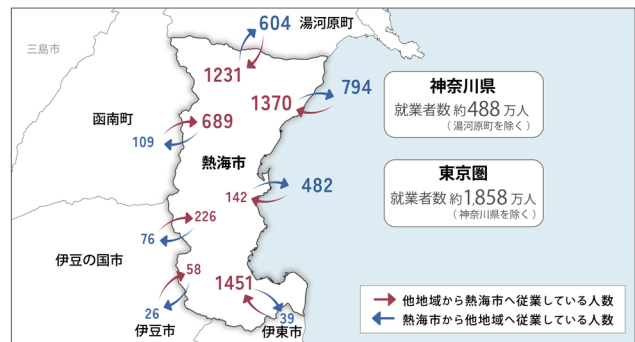 604
湯河原町
三島市
1231
794
神奈川県
就業者数 約488万人
（湯河原町を除く）
1370
函南町
689
109
熱海市
東京圏
就業者数 約1,858万人
（神奈川県を除く）
482
142
226
76
伊豆の国市
58
1451
26
39
伊豆市
伊東市
他地域から熱海市へ従業している人数
熱海市から他地域へ従業している人数